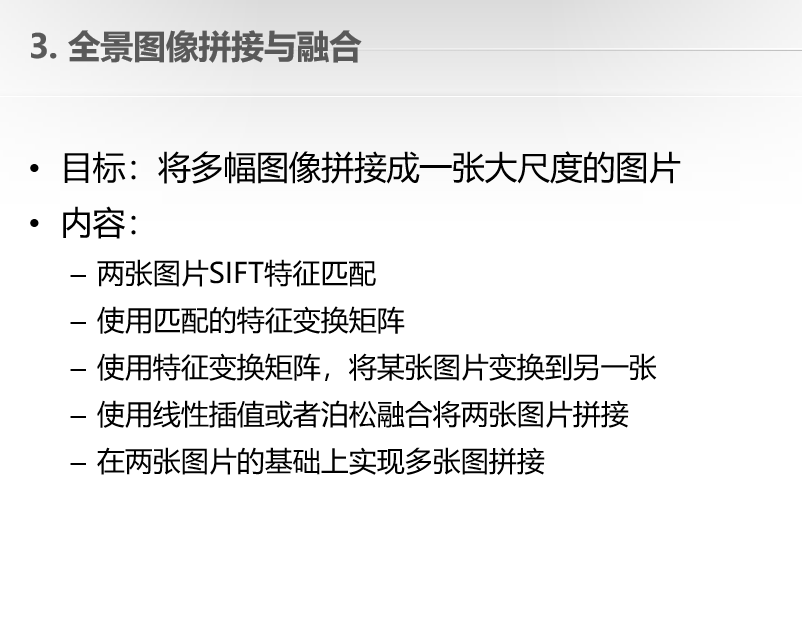 3. 全景图像拼接与融合
• 目标：将多幅图像拼接成一张大尺度的图片
• 内容：
– 两张图片SIFT特征匹配
– 使用匹配的特征变换矩阵
– 使用特征变换矩阵，将某张图片变换到另一张
– 使用线性插值或者泊松融合将两张图片拼接
– 在两张图片的基础上实现多张图拼接